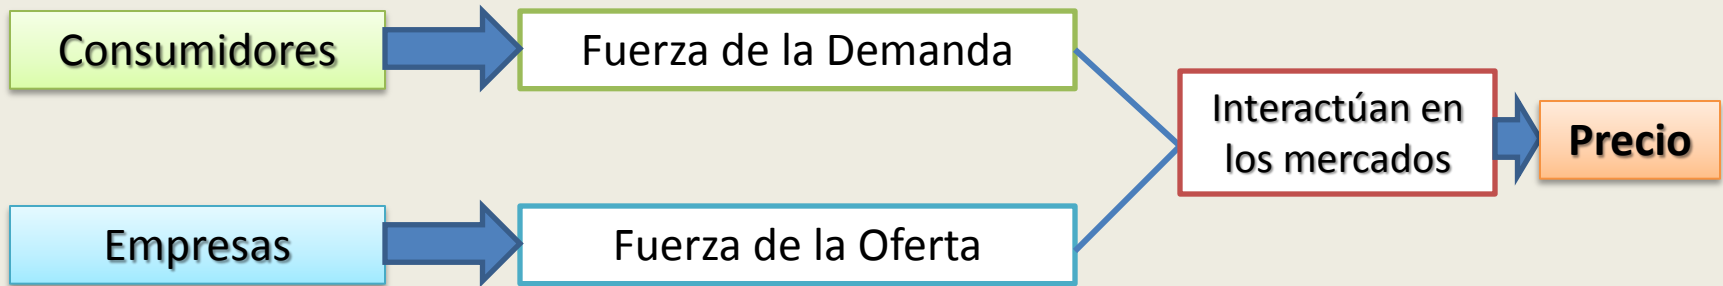 Consumidores
Fuerza de la Demanda
Interactúan en
los mercados
Precio
Empresas
Fuerza de la Oferta